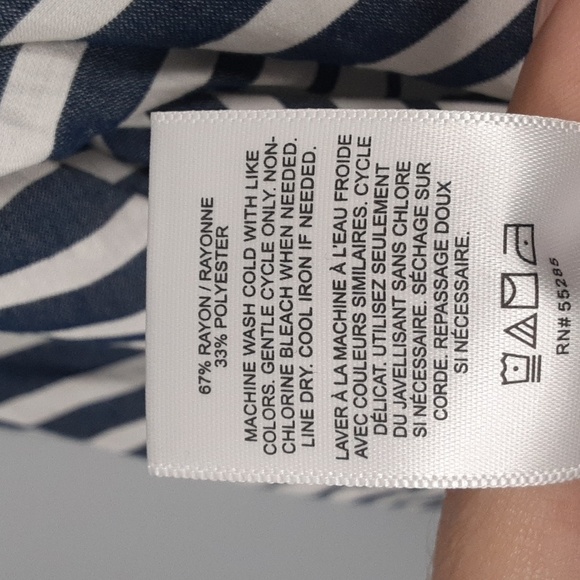 67% RAYON / RAYONNE
33% POLYESTER
MACHINE WASH COLD WITH LIKE
COLORS. GENTLE CYCLE ONLY. NON-
CHLORINE BLEACH WHEN NEEDED.
LINE DRY. COOL IRON IF NEEDED.
LAVER À LA MACHINE À L'EAU FROIDE
AVEC COULEURS SIMILAIRES. CYCLE
DÉLICAT. UTILISEZ SEULEMENT
DU JAVELLISANT SANS CHLORE
SI NÉCESSAIRE. SÉCHAGE SUR
CORDE. REPASSAGE DOUX
SI NÉCESSAIRE.
RN# 55285